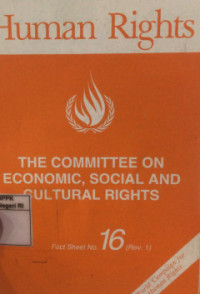 Human Rights
THE COMMITTEE ON
ECONOMIC, SOCIAL AND
CULTURAL RIGHTS
Fact Sheet No. 16 (Rev. 1)